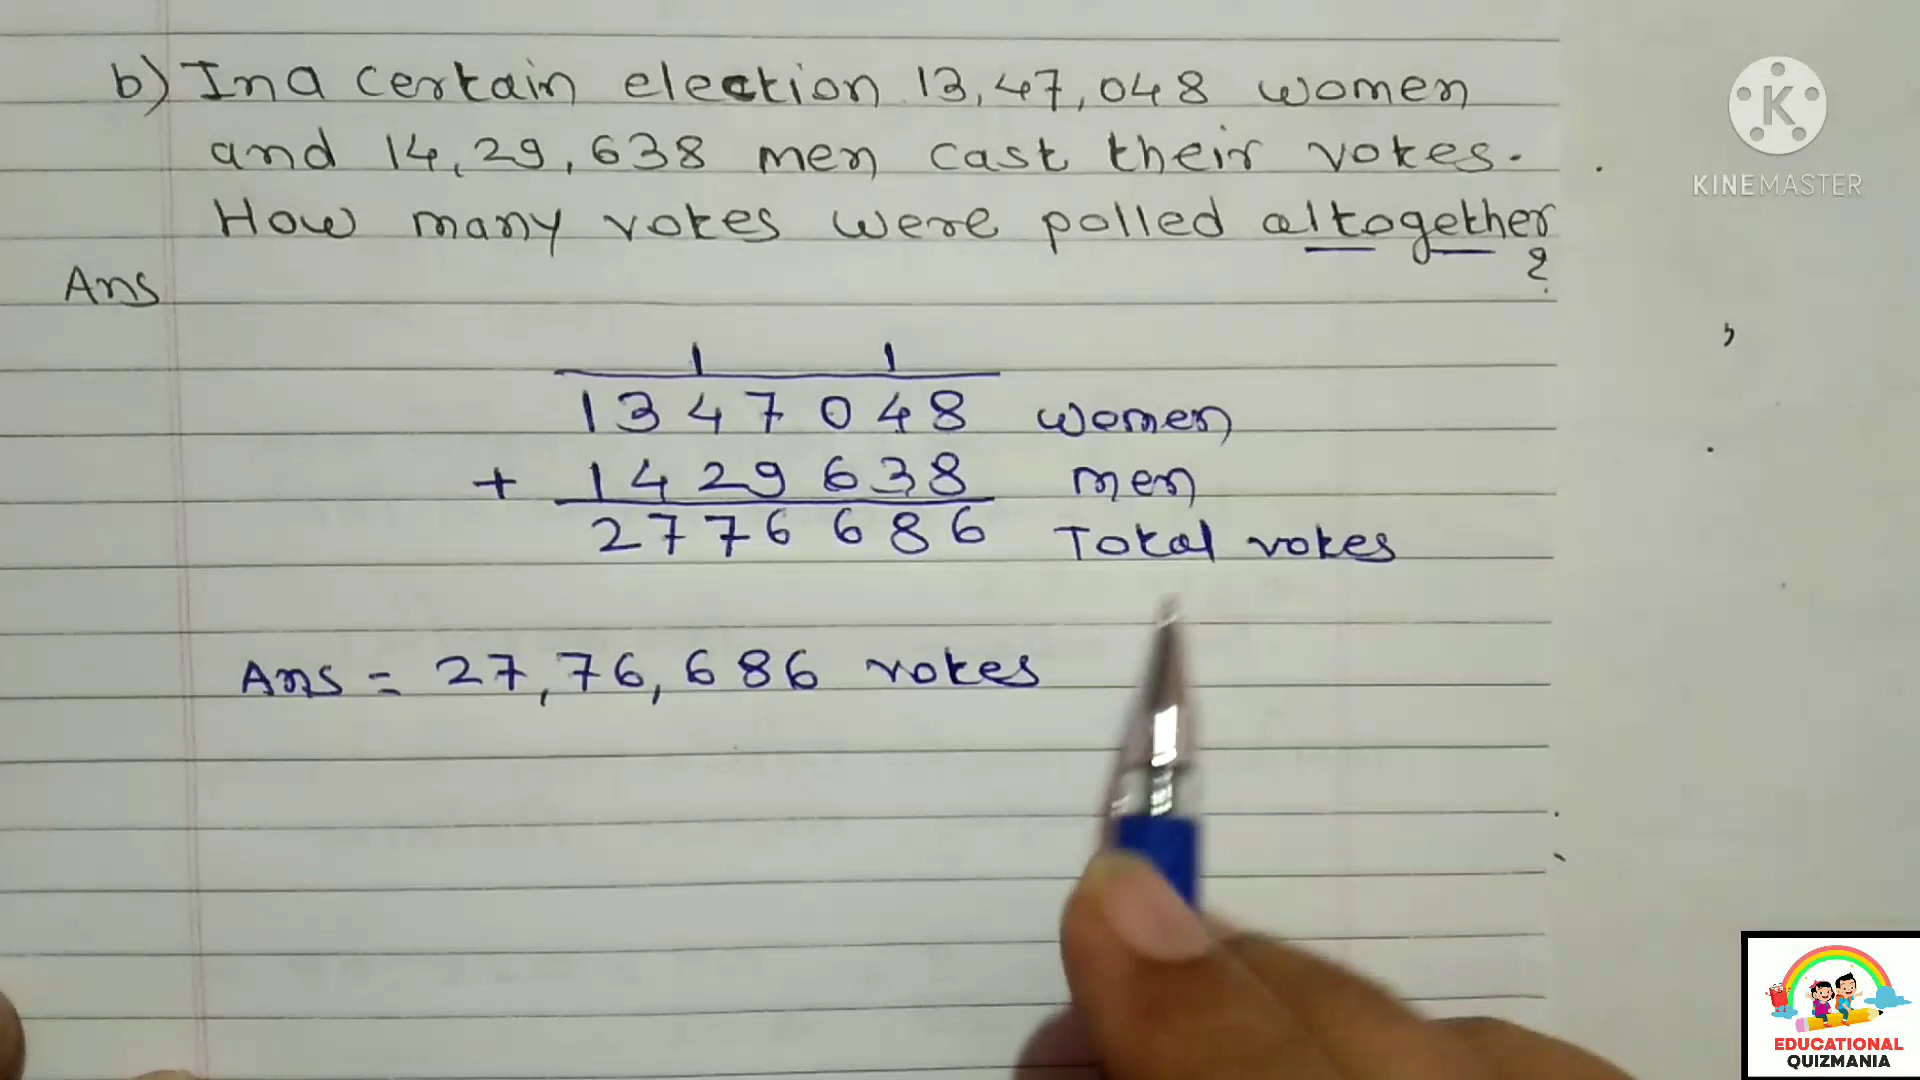 b) In a certain election 13,47,048 women
and 14,29,638 men cast their votes.
How many votes were polled altogether
?
Ans
1 1
1347048 women
+ 1429638 men
2776686 Total votes
Ans = 27,76,686 votes
K
KINEMASTER
EDUCATIONAL
QUIZMANIA